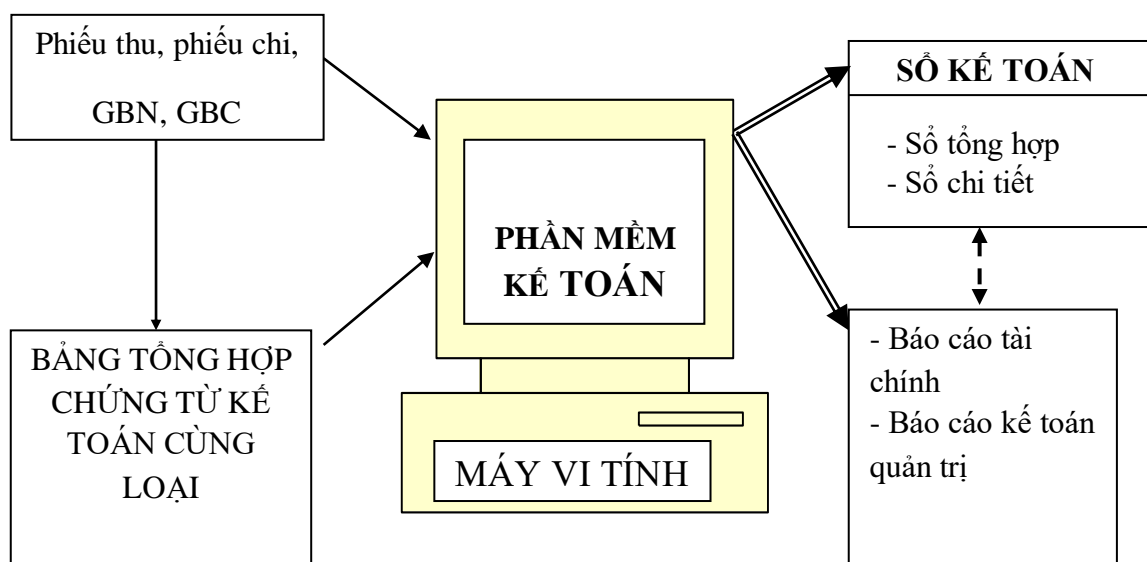 Phiếu thu, phiếu chi,
GBN, GBC
BẢNG TỔNG HỢP
CHỨNG TỪ KẾ
TOÁN CÙNG
LOẠI
PHẦN MỀM
KẾ TOÁN
MÁY VI TÍNH
SỔ KẾ TOÁN
- Sổ tổng hợp
- Sổ chi tiết
- Báo cáo tài
chính
- Báo cáo kế toán
quản trị